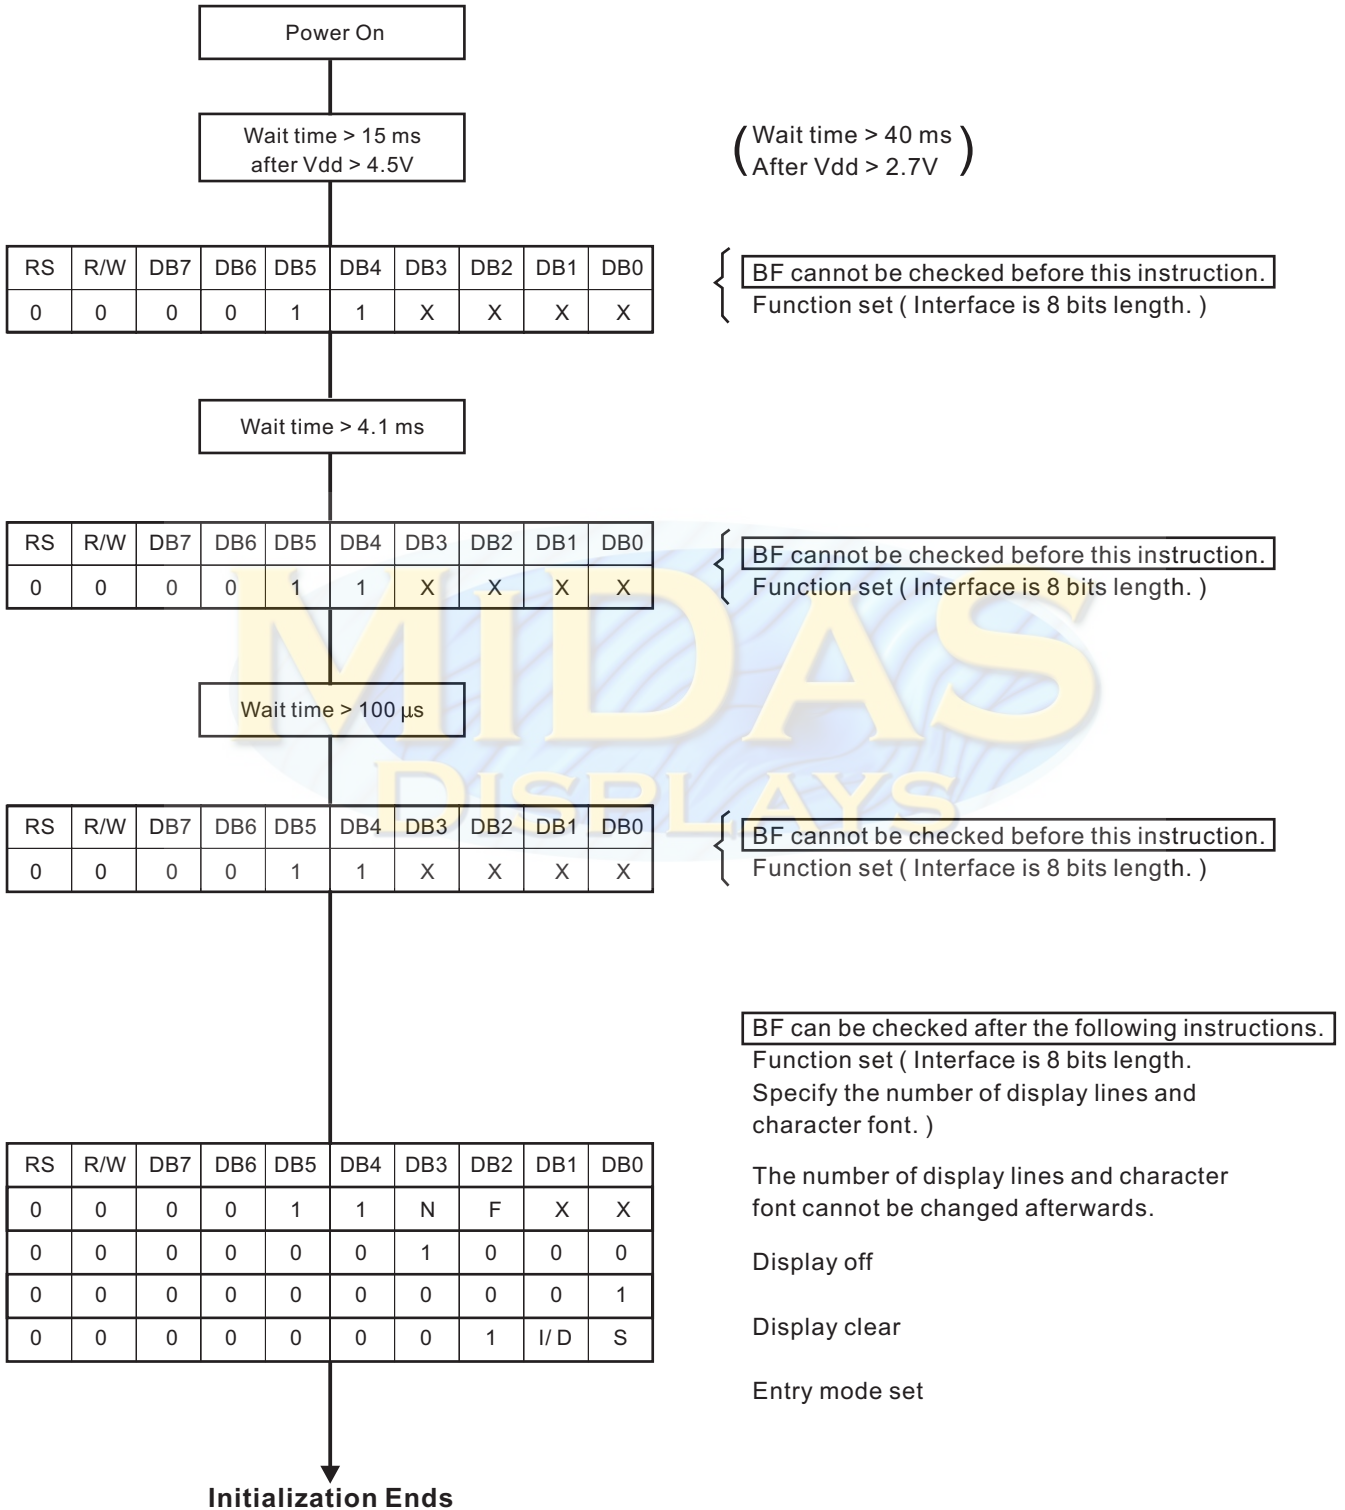 Power On
Wait time > 15 ms
after Vdd > 4.5V
(Wait time > 40 ms
After Vdd > 2.7V)
RS R/W DB7 DB6 DB5 DB4 DB3 DB2 DB1 DB0
0 0 0 0 1 1 X X X X
BF cannot be checked before this instruction.
Function set ( Interface is 8 bits length. )
Wait time > 4.1 ms
RS R/W DB7 DB6 DB5 DB4 DB3 DB2 DB1 DB0
0 0 0 0 1 1 X X X X
BF cannot be checked before this instruction.
Function set ( Interface is 8 bits length. )
Wait time > 100 μs
MIDAS
DISPLAYS
RS R/W DB7 DB6 DB5 DB4 DB3 DB2 DB1 DB0
0 0 0 0 1 1 X X X X
BF cannot be checked before this instruction.
Function set ( Interface is 8 bits length. )
BF can be checked after the following instructions.
Function set ( Interface is 8 bits length.
Specify the number of display lines and
character font. )
RS R/W DB7 DB6 DB5 DB4 DB3 DB2 DB1 DB0
0 0 0 0 1 1 N F X X
0 0 0 0 0 0 1 0 0 0
0 0 0 0 0 0 0 0 0 1
0 0 0 0 0 0 0 1 I/ D S
The number of display lines and character
font cannot be changed afterwards.
Display off
Display clear
Entry mode set
Initialization Ends